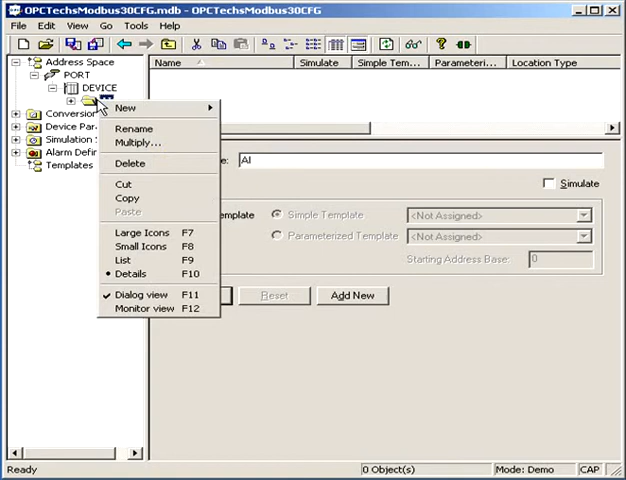 OPCTechsModbus30CFG.mdb - OPCTechsModbus30CFG
File Edit View Go Tools Help
Address Space
PORT
DEVICE
Conversion
Device Par
Simulation
Alarm Defir
Templates
Name Simulate Simple Tem... Parameteri... Location Type
New
Rename
Multiply...
Delete
Cut
Copy
Paste
Large Icons F7
Small Icons F8
List F9
Details F10
Dialog view F11
Monitor view F12
e: AI
Simulate
emplate Simple Template <Not Assigned>
Parameterized Template <Not Assigned>
Starting Address Base: 0
Reset Add New
Ready 0 Object(s) Mode: Demo CAP